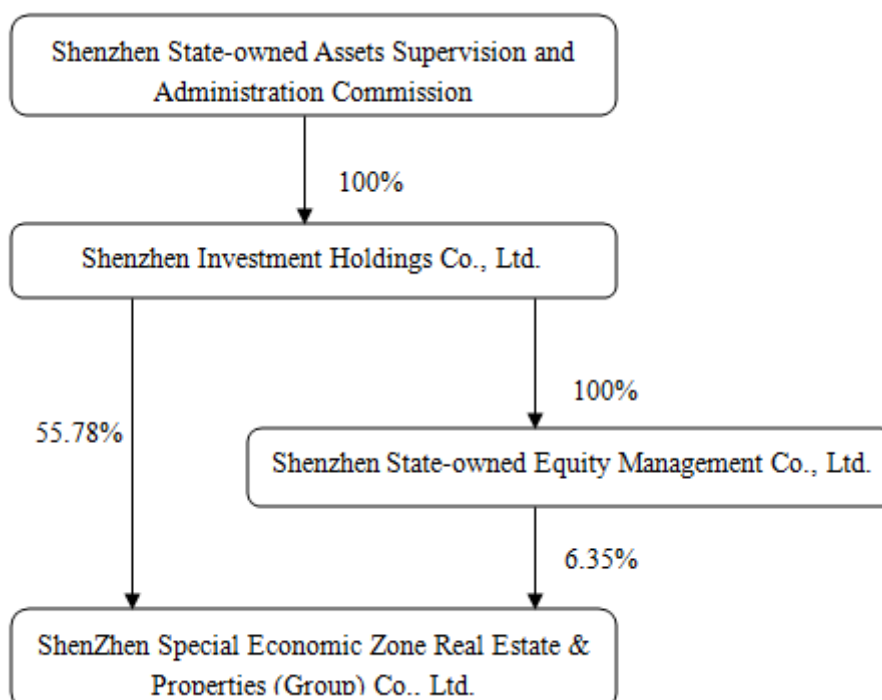 Shenzhen State-owned Assets Supervision and
Administration Commission
100%
Shenzhen Investment Holdings Co., Ltd.
100%
55.78%
Shenzhen State-owned Equity Management Co., Ltd.
6.35%
ShenZhen Special Economic Zone Real Estate &
Properties (Group) Co., Ltd.